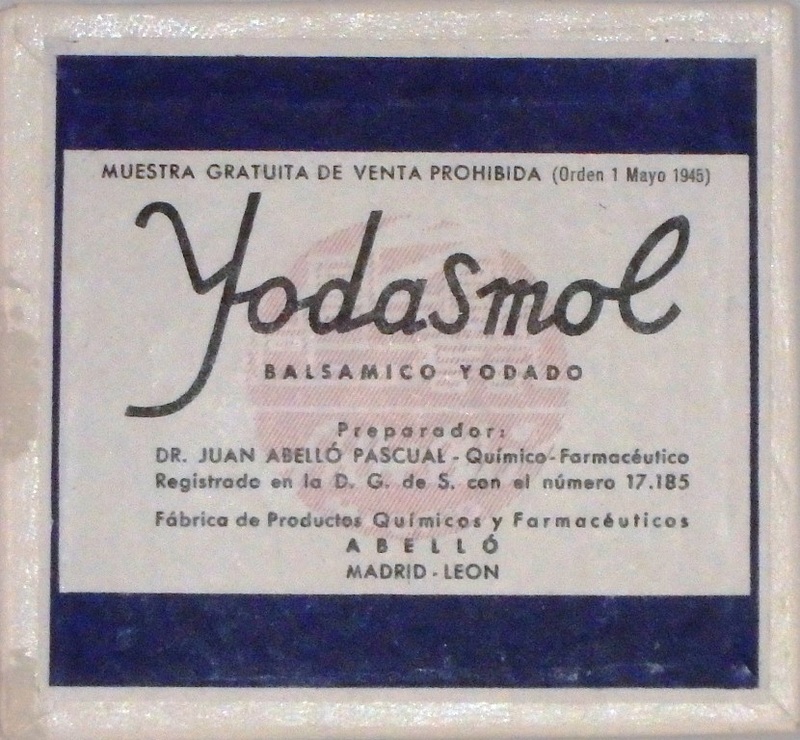 MUESTRA GRATUITA DE VENTA PROHIBIDA (Orden 1 Mayo 1945)
Yodasmol
BALSAMICO YODADO
Preparador:
DR. JUAN ABELLÓ PASCUAL - Químico-Farmacéutico
Registrado en la D. G. de S. con el número 17.185
Fábrica de Productos Químicos y Farmacéuticos
ABELLÓ
MADRID - LEON